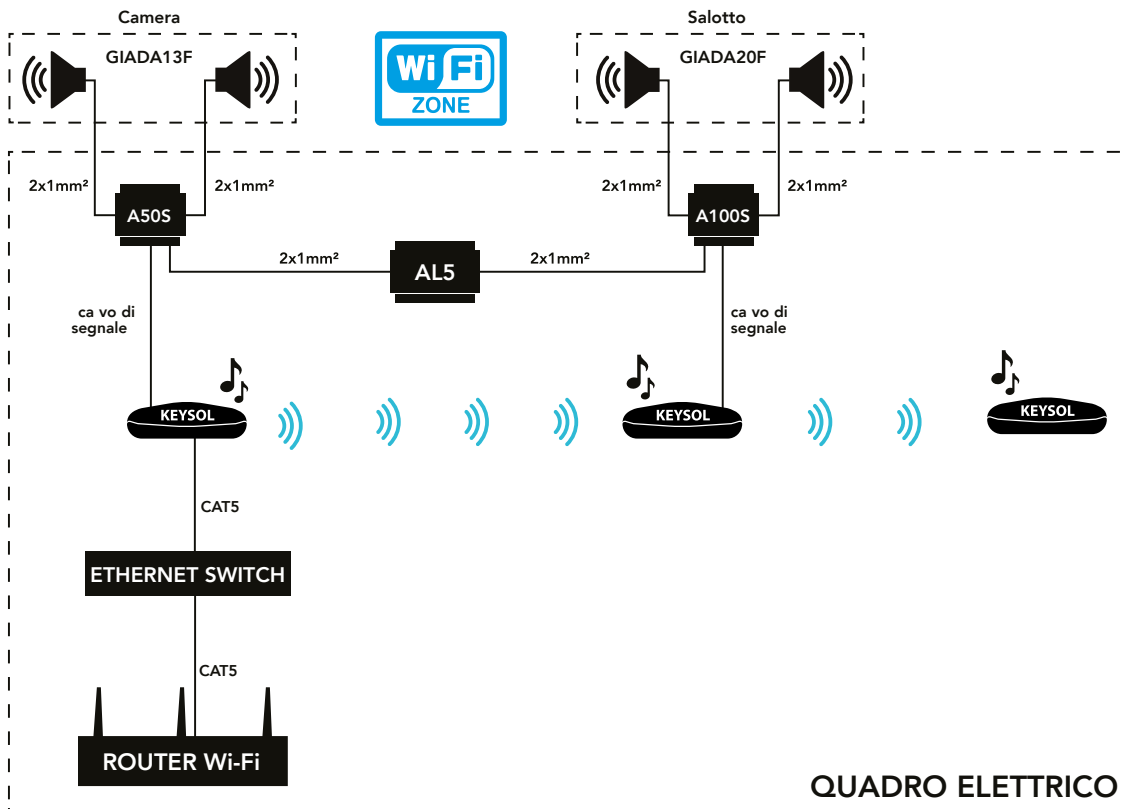 Camera
Salotto
GIADA13F
GIADA20F
Wi Fi
ZONE
2x1mm²
2x1mm²
2x1mm²
2x1mm²
A50S
A100S
2x1mm²
2x1mm²
AL5
ca vo di
segnale
ca vo di
segnale
KEYSOL
KEYSOL
KEYSOL
CAT5
ETHERNET SWITCH
CAT5
ROUTER Wi-Fi
QUADRO ELETTRICO